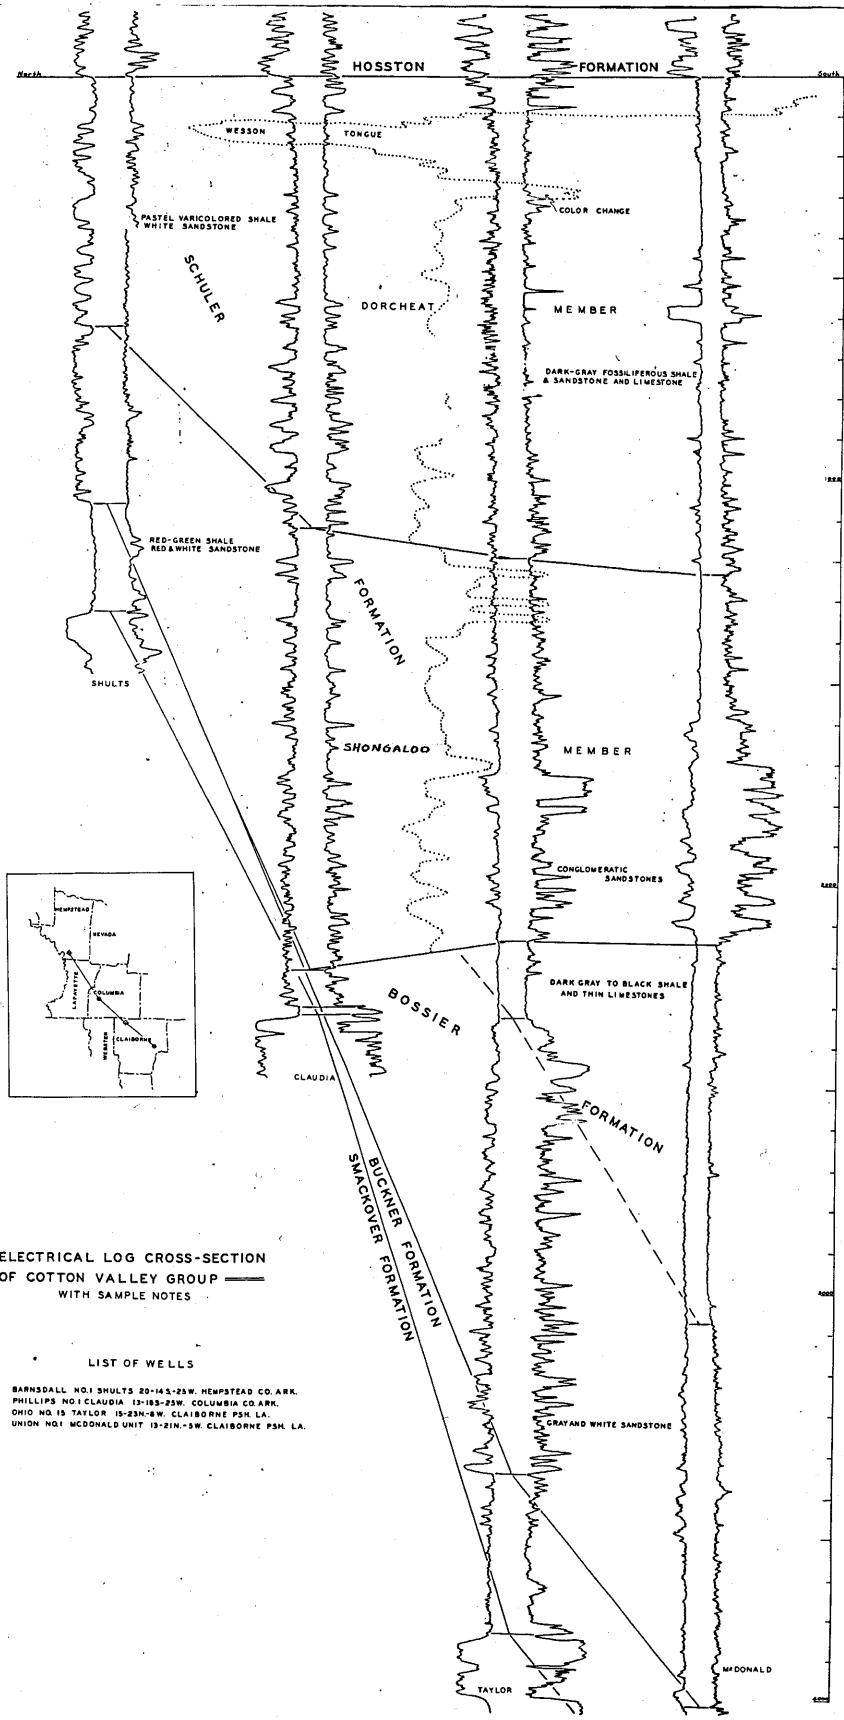 HOSSTON FORMATION
North
South
WESSON TONGUE
COLOR CHANGE
PASTEL VARICOLORED SHALE
WHITE SANDSTONE
SCHULER
DORCHEAT MEMBER
DARK-GRAY FOSSILIFEROUS SHALE
& SANDSTONE AND LIMESTONE
1000
RED-GREEN SHALE
RED & WHITE SANDSTONE
FORMATION
SHULTS
SHONGALOO MEMBER
CONGLOMERATIC
SANDSTONES
2000
HEMPSTEAD
NEVADA
LAFAYETTE
COLUMBIA
WEBSTER
CLAIBORNE
DARK GRAY TO BLACK SHALE
AND THIN LIMESTONES
BOSSIER
FORMATION
CLAUDIA
BUCKNER FORMATION
SMACKOVER FORMATION
ELECTRICAL LOG CROSS-SECTION
OF COTTON VALLEY GROUP
WITH SAMPLE NOTES
3000
LIST OF WELLS
BARNSDALL NO.1 SHULTS 20-14S.-25W. HEMPSTEAD CO. ARK.
PHILLIPS NO.1 CLAUDIA 13-18S-25W. COLUMBIA CO. ARK.
OHIO NO. 15 TAYLOR 15-23N.-8W. CLAIBORNE PSH. LA.
UNION NO.1 MCDONALD UNIT 13-21N.-5W. CLAIBORNE PSH. LA.
GRAY AND WHITE SANDSTONE
McDONALD
TAYLOR
4000